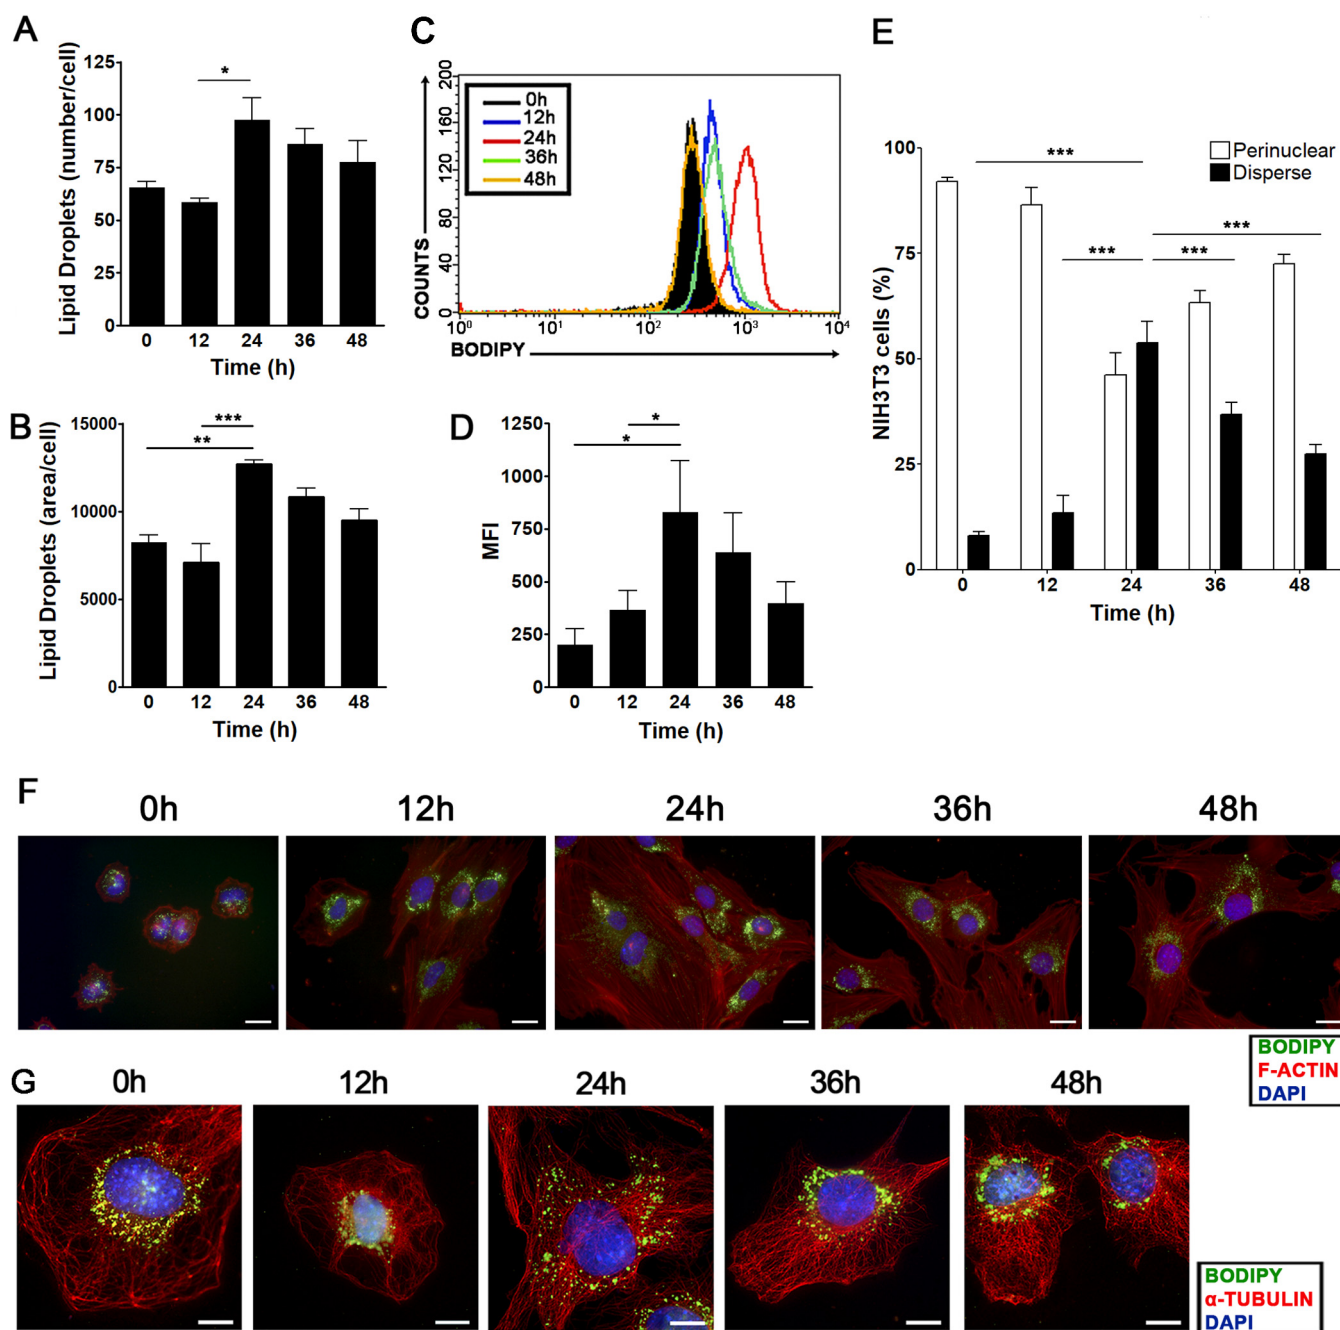 A
Lipid Droplets (number/cell)
125
100
75
50
25
0
*
0 12 24 36 48
Time (h)
B
Lipid Droplets (area/cell)
15000
10000
5000
0
***
**
0 12 24 36 48
Time (h)
C
COUNTS
200
160
120
80
40
0
0h
12h
24h
36h
48h
10⁰ 10¹ 10² 10³ 10⁴
BODIPY
D
MFI
1250
1000
750
500
250
0
*
*
0 12 24 36 48
Time (h)
E
NIH3T3 cells (%)
100
75
50
25
0
Perinuclear
Disperse
***
***
*** ***
0 12 24 36 48
Time (h)
F
0h 12h 24h 36h 48h
BODIPY
F-ACTIN
DAPI
G
0h 12h 24h 36h 48h
BODIPY
α-TUBULIN
DAPI